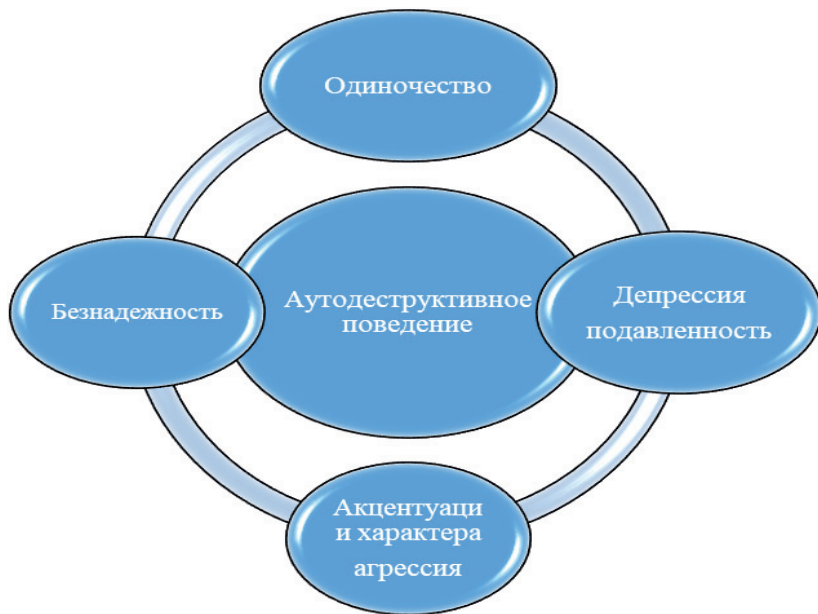 Одиночество
Безнадежность
Аутодеструктивное
поведение
Депрессия
подавленность
Акцентуаци
и характера
агрессия